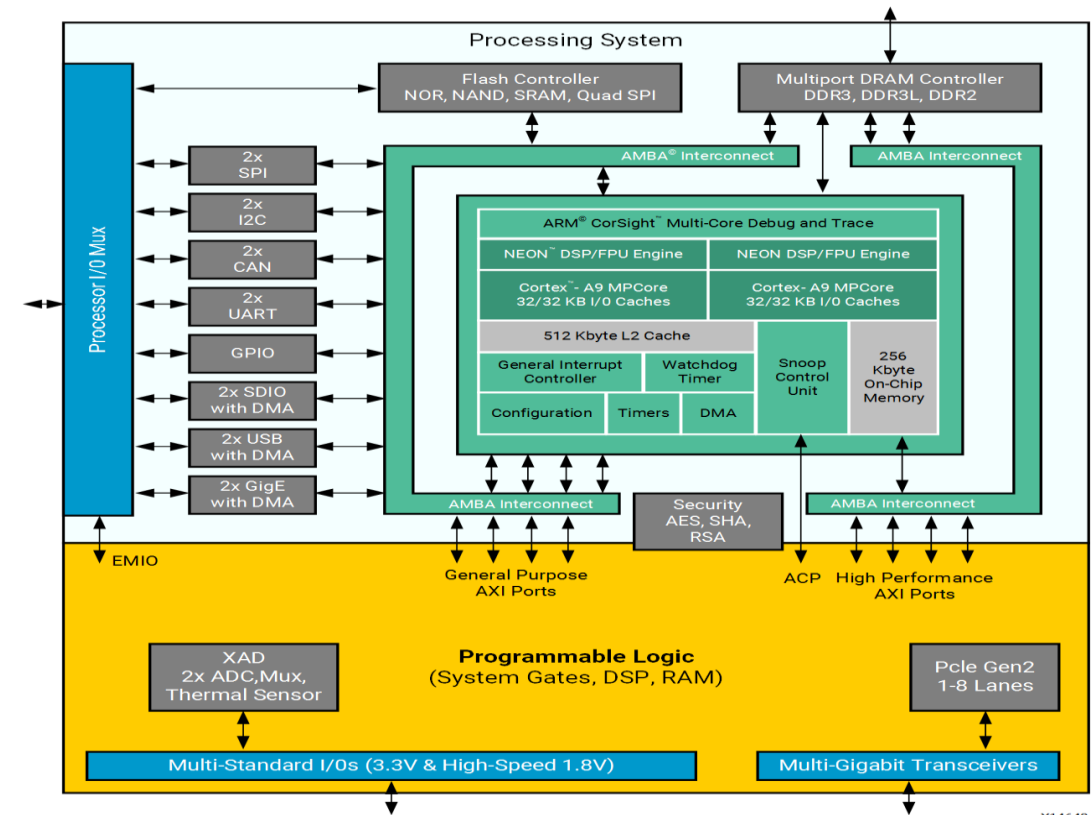 Processing System
Flash Controller
NOR, NAND, SRAM, Quad SPI
Multiport DRAM Controller
DDR3, DDR3L, DDR2
Processor I/0 Mux
2x
SPI
2x
I2C
2x
CAN
2x
UART
GPIO
2x SDIO
with DMA
2x USB
with DMA
2x GigE
with DMA
AMBA© Interconnect
AMBA Interconnect
ARM® CorSight™ Multi-Core Debug and Trace
NEON™ DSP/FPU Engine
NEON DSP/FPU Engine
Cortex™- A9 MPCore
32/32 KB I/0 Caches
Cortex- A9 MPCore
32/32 KB I/0 Caches
512 Kbyte L2 Cache
General Interrupt
Controller
Watchdog
Timer
Configuration
Timers
DMA
Snoop
Control
Unit
256
Kbyte
On-Chip
Memory
AMBA Interconnect
Security
AES, SHA,
RSA
AMBA Interconnect
EMIO
General Purpose
AXI Ports
ACP
High Performance
AXI Ports
Programmable Logic
(System Gates, DSP, RAM)
XAD
2x ADC,Mux,
Thermal Sensor
Pcle Gen2
1-8 Lanes
Multi-Standard I/0s (3.3V & High-Speed 1.8V)
Multi-Gigabit Transceivers